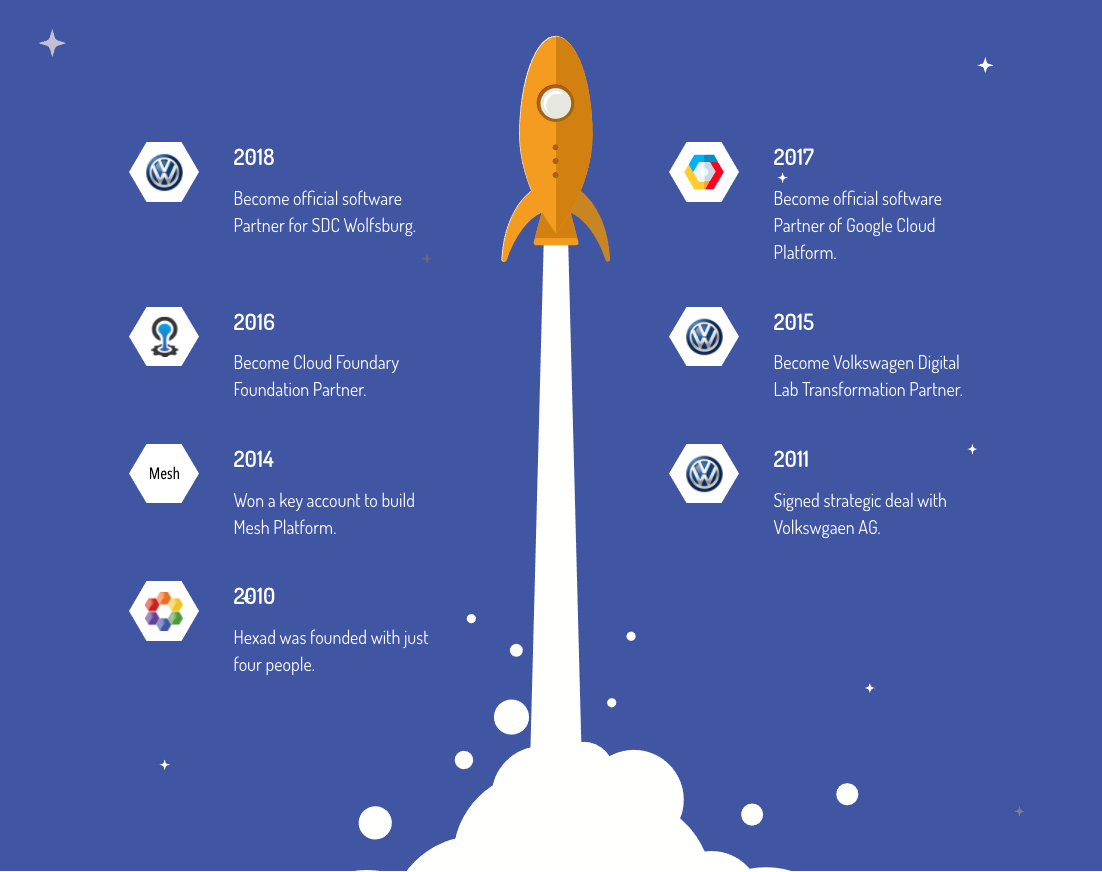 2018
Become official software
Partner for SDC Wolfsburg.
2017
Become official software
Partner of Google Cloud
Platform.
2016
Become Cloud Foundary
Foundation Partner.
2015
Become Volkswagen Digital
Lab Transformation Partner.
Mesh
2014
Won a key account to build
Mesh Platform.
2011
Signed strategic deal with
Volkswgaen AG.
2010
Hexad was founded with just
four people.